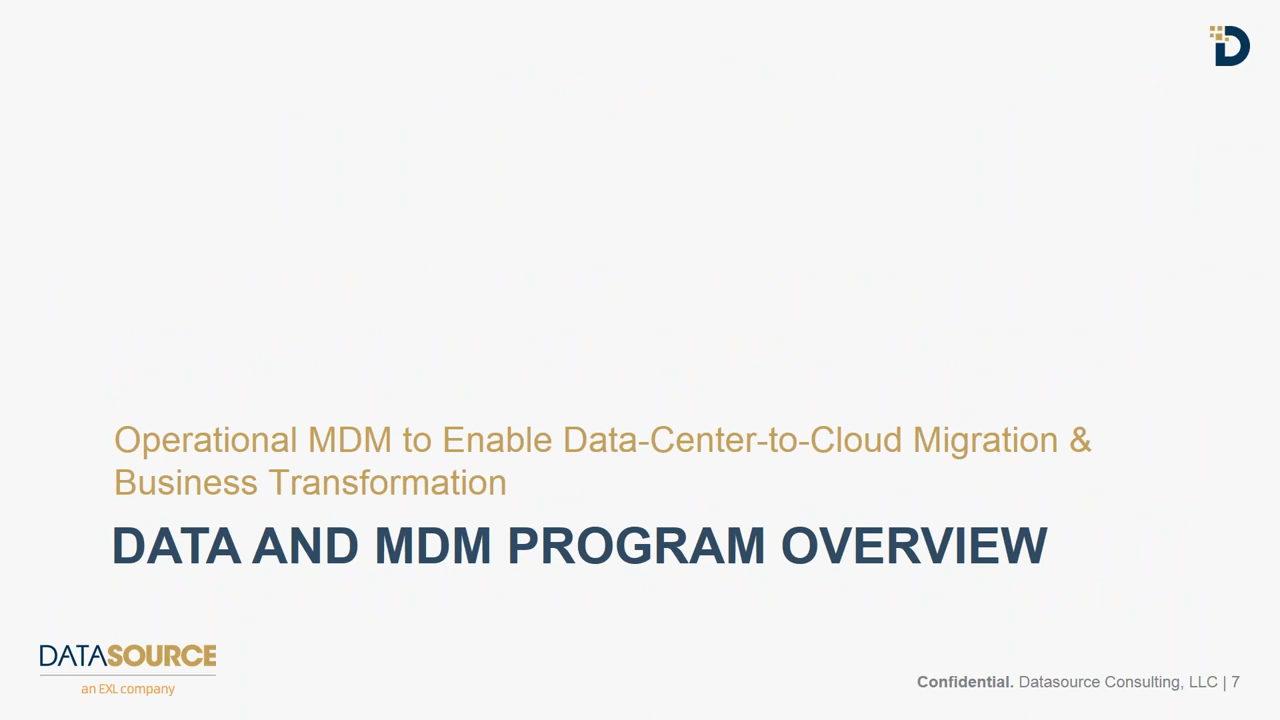 Operational MDM to Enable Data-Center-to-Cloud Migration &
Business Transformation
DATA AND MDM PROGRAM OVERVIEW
DATASOURCE
an EXL company
Confidential. Datasource Consulting, LLC | 7